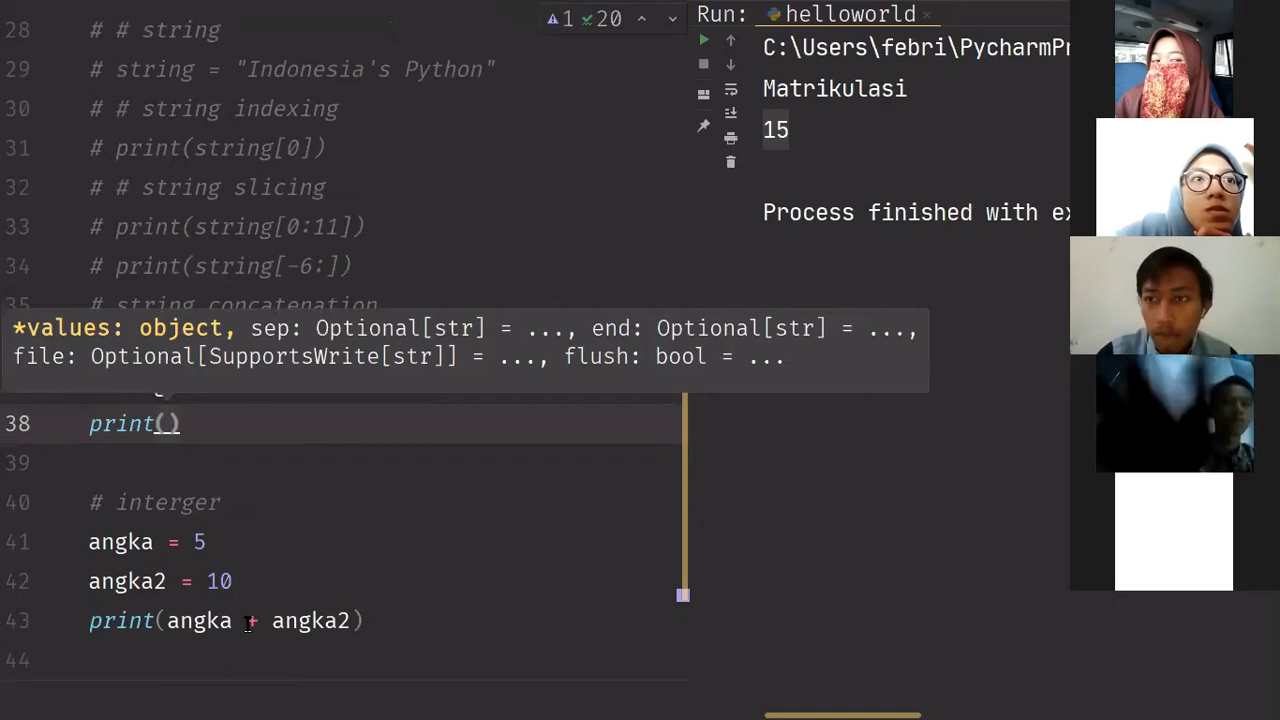 28 # # string
29 # string = "Indonesia's Python"
30 # # string indexing
31 # print(string[0])
32 # # string slicing
33 # print(string[0:11])
34 # print(string[-6:])
35 # string concatenation
*values: object, sep: Optional[str] = ..., end: Optional[str] = ...,
file: Optional[SupportsWrite[str]] = ..., flush: bool = ...
38 print()
39
40 # interger
41 angka = 5
42 angka2 = 10
43 print(angka + angka2)
44
1 20
Run: helloworld
C:\Users\febri\PycharmPr
Matrikulasi
15
Process finished with ex